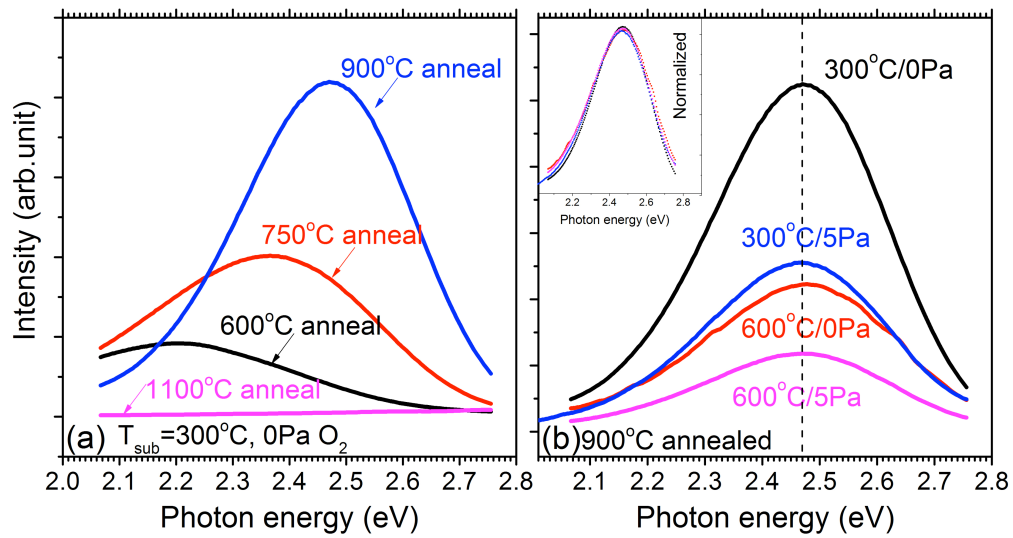 Intensity (arb.unit)
900°C anneal
750°C anneal
600°C anneal
1100°C anneal
(a) T_sub=300°C, 0Pa O₂
2.0 2.1 2.2 2.3 2.4 2.5 2.6 2.7 2.8
Photon energy (eV)
Normalized
2.2 2.4 2.6 2.8
Photon energy (eV)
300°C/0Pa
300°C/5Pa
600°C/0Pa
600°C/5Pa
(b) 900°C annealed
2.1 2.2 2.3 2.4 2.5 2.6 2.7 2.8
Photon energy (eV)